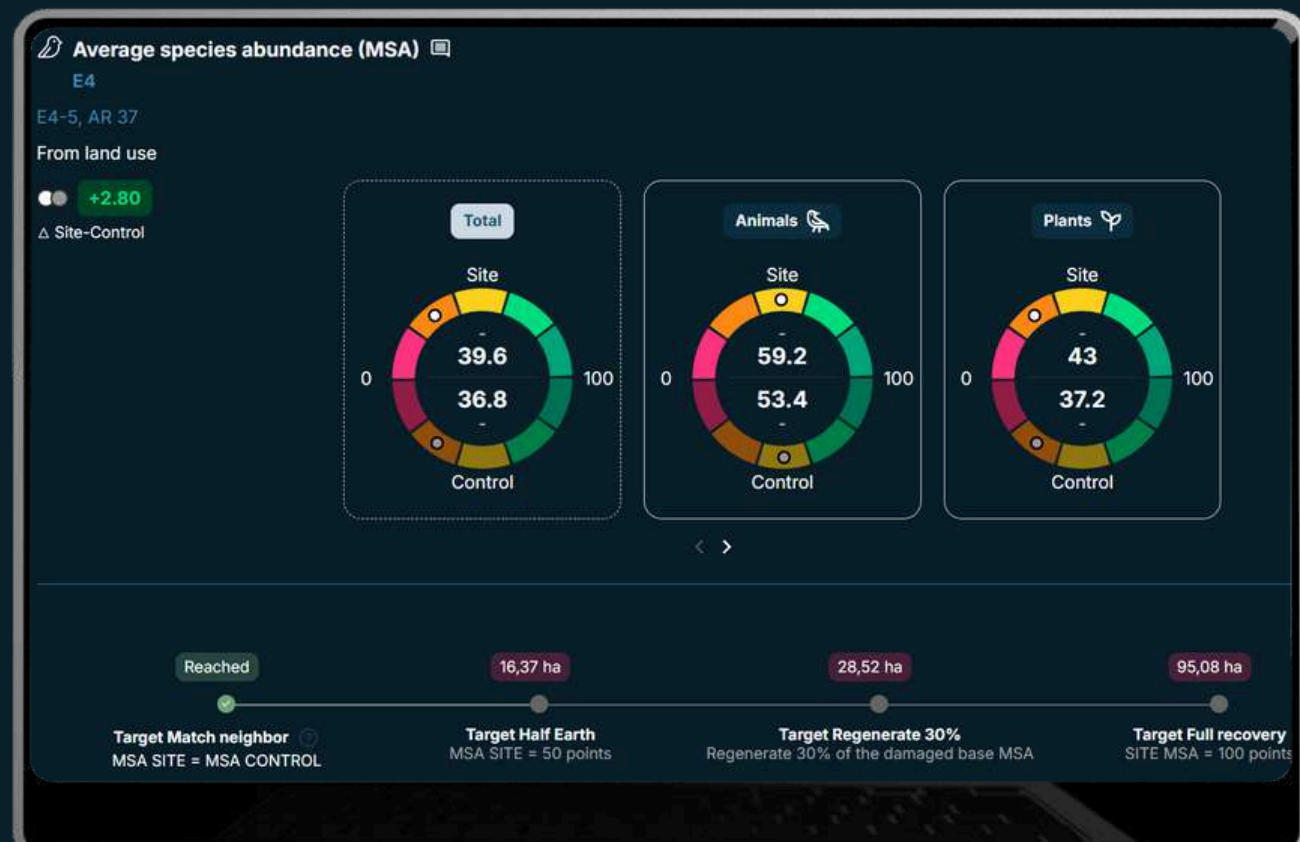 Average species abundance (MSA)
E4
E4-5, AR 37
From land use
+2.80
Δ Site-Control
Total
Site
0
-
39.6
36.8
-
100
Control
Animals
Site
0
-
59.2
53.4
-
100
Control
Plants
Site
0
-
43
37.2
-
100
Control
< >
Reached
Target Match neighbor ?
MSA SITE = MSA CONTROL
16,37 ha
Target Half Earth
MSA SITE = 50 points
28,52 ha
Target Regenerate 30%
Regenerate 30% of the damaged base MSA
95,08 ha
Target Full recovery
SITE MSA = 100 points